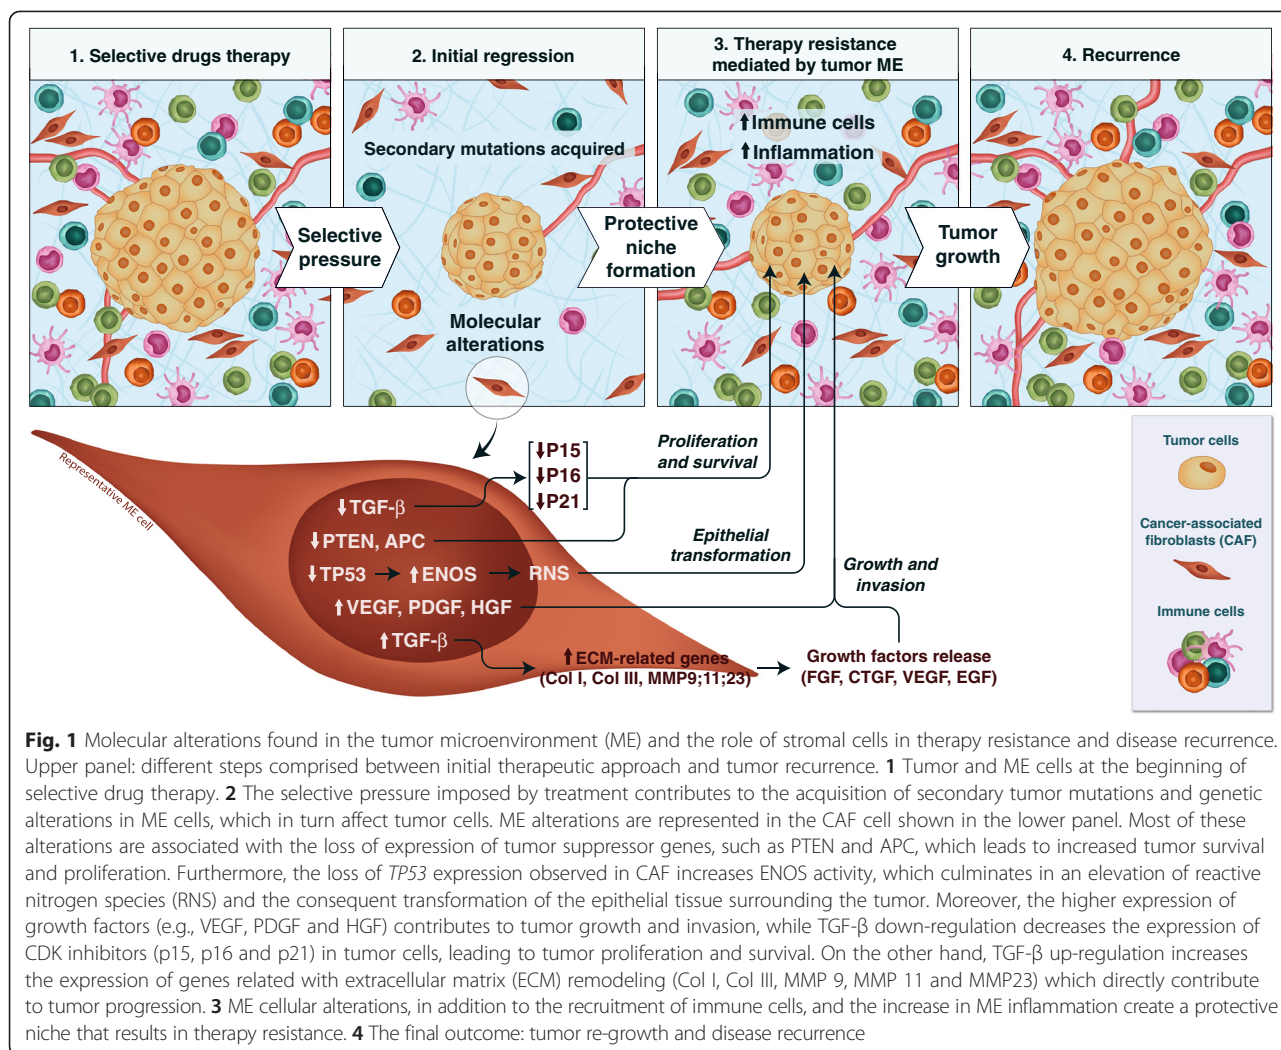 1. Selective drugs therapy
2. Initial regression
3. Therapy resistance
mediated by tumor ME
4. Recurrence
Secondary mutations acquired
⬆Immune cells
⬆Inflammation
Selective
pressure
Protective
niche
formation
Tumor
growth
Molecular
alterations
Representative ME cell
⬇TGF-β
⬇P15
⬇P16
⬇P21
Proliferation
and survival
⬇PTEN, APC
⬇TP53
⬆ENOS
RNS
Epithelial
transformation
⬆VEGF, PDGF, HGF
Growth and
invasion
⬆TGF-β
⬆ECM-related genes
(Col I, Col III, MMP9;11;23)
Growth factors release
(FGF, CTGF, VEGF, EGF)
Tumor cells
Cancer-associated
fibroblasts (CAF)
Immune cells
Fig. 1 Molecular alterations found in the tumor microenvironment (ME) and the role of stromal cells in therapy resistance and disease recurrence.
Upper panel: different steps comprised between initial therapeutic approach and tumor recurrence. 1 Tumor and ME cells at the beginning of
selective drug therapy. 2 The selective pressure imposed by treatment contributes to the acquisition of secondary tumor mutations and genetic
alterations in ME cells, which in turn affect tumor cells. ME alterations are represented in the CAF cell shown in the lower panel. Most of these
alterations are associated with the loss of expression of tumor suppressor genes, such as PTEN and APC, which leads to increased tumor survival
and proliferation. Furthermore, the loss of TP53 expression observed in CAF increases ENOS activity, which culminates in an elevation of reactive
nitrogen species (RNS) and the consequent transformation of the epithelial tissue surrounding the tumor. Moreover, the higher expression of
growth factors (e.g., VEGF, PDGF and HGF) contributes to tumor growth and invasion, while TGF-β down-regulation decreases the expression of
CDK inhibitors (p15, p16 and p21) in tumor cells, leading to tumor proliferation and survival. On the other hand, TGF-β up-regulation increases
the expression of genes related with extracellular matrix (ECM) remodeling (Col I, Col III, MMP 9, MMP 11 and MMP23) which directly contribute
to tumor progression. 3 ME cellular alterations, in addition to the recruitment of immune cells, and the increase in ME inflammation create a protective
niche that results in therapy resistance. 4 The final outcome: tumor re-growth and disease recurrence